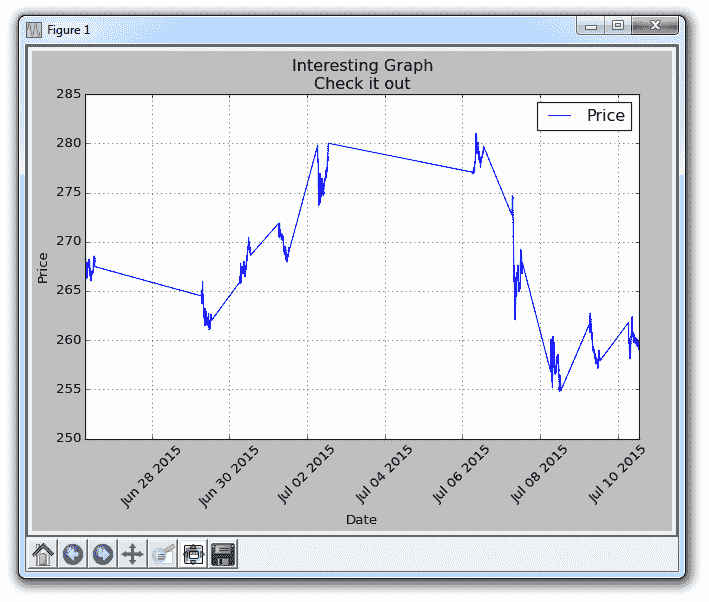 Figure 1
Interesting Graph
Check it out
Price
285
280
275
270
265
260
255
250
Price
Jun 28 2015
Jun 30 2015
Jul 02 2015
Jul 04 2015
Jul 06 2015
Jul 08 2015
Jul 10 2015
Date